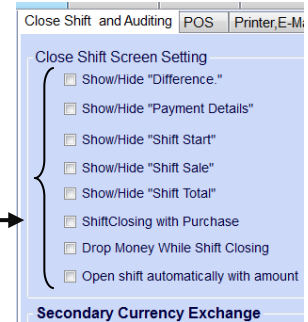 Close Shift and Auditing POS Printer,E-Ma
Close Shift Screen Setting
Show/Hide "Difference."
Show/Hide "Payment Details"
Show/Hide "Shift Start"
Show/Hide "Shift Sale"
Show/Hide "Shift Total"
ShiftClosing with Purchase
Drop Money While Shift Closing
Open shift automatically with amount
Secondary Currency Exchange